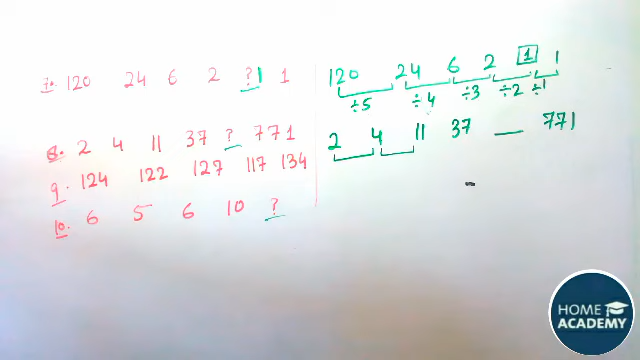 7. 120 24 6 2 ? 1 1
8. 2 4 11 37 ? 771
9. 124 122 127 117 134
10. 6 5 6 10 ?
120 24 6 2 1 1
÷5 ÷4 ÷3 ÷2 ÷1
2 4 11 37 __ 771
HOME
ACADEMY